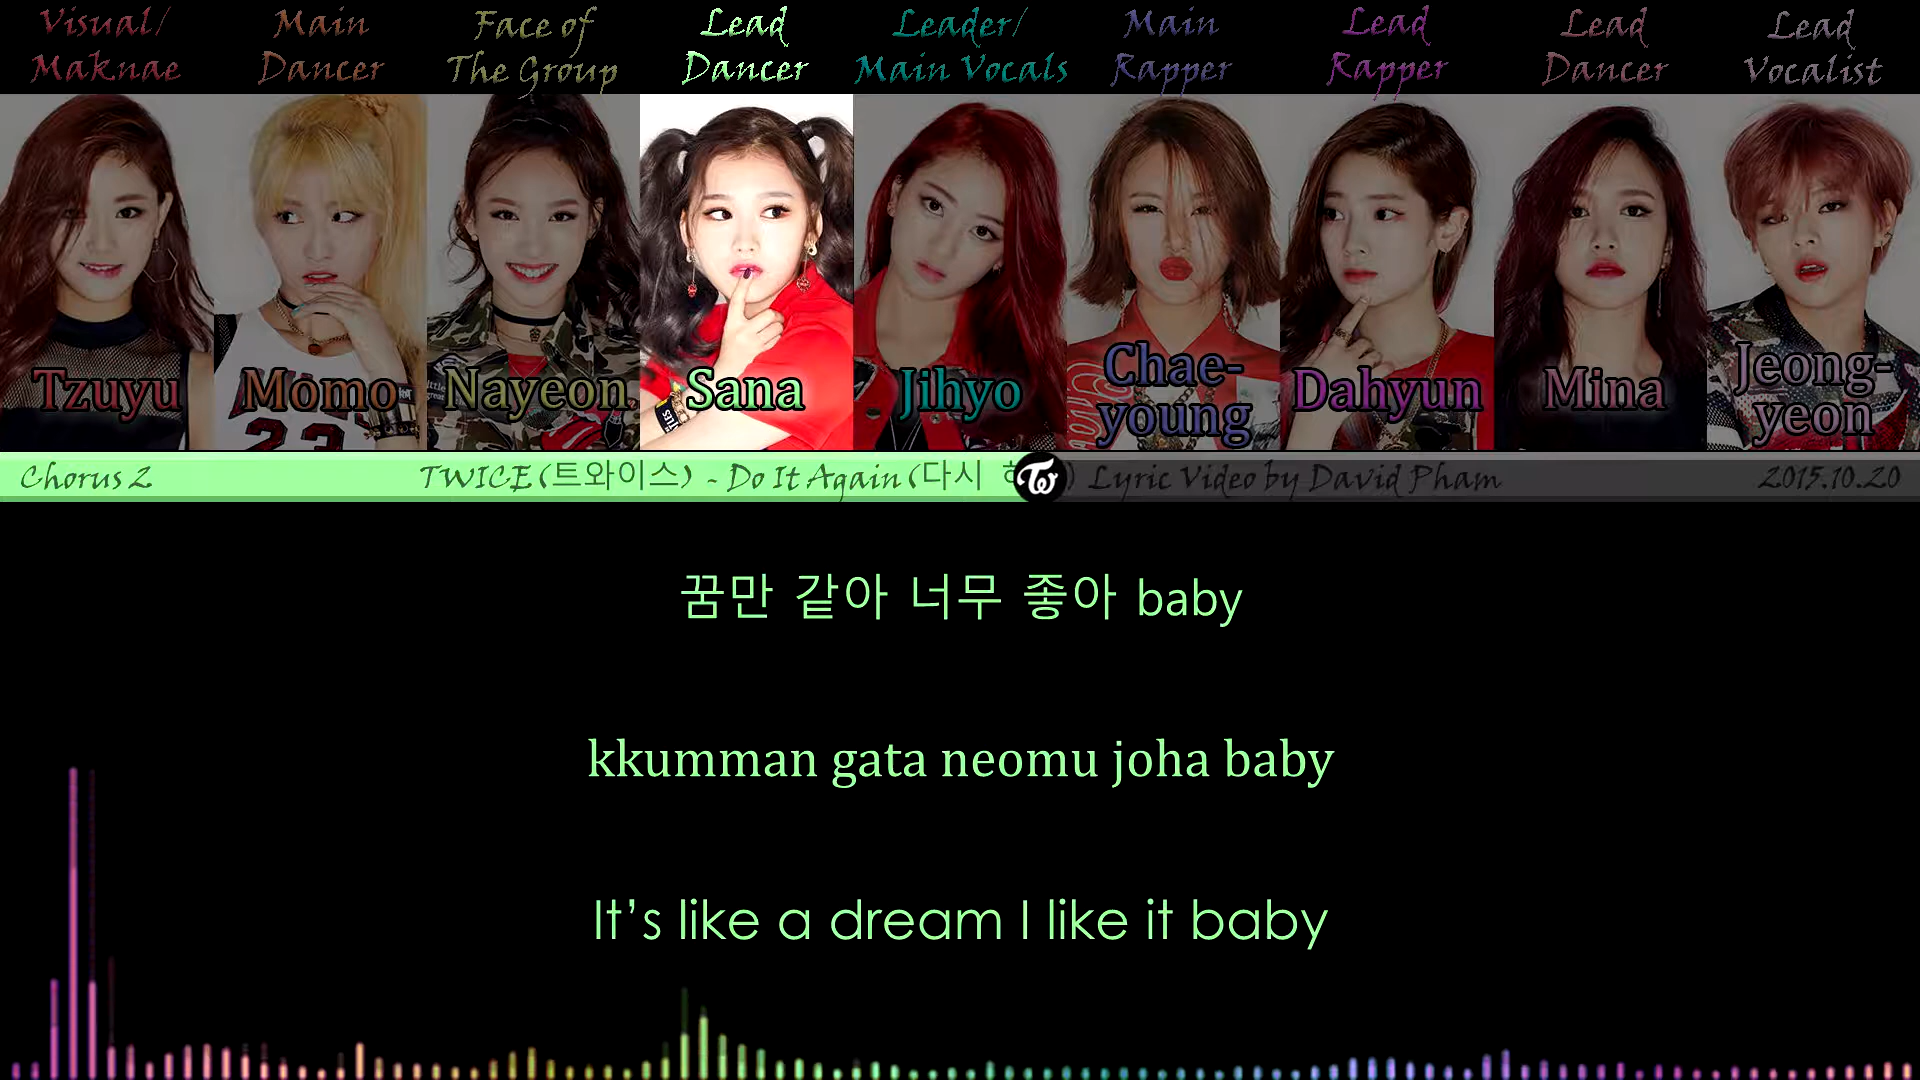 Visual/
Maknae
Main
Dancer
Face of
The Group
Lead
Dancer
Leader/
Main Vocals
Main
Rapper
Lead
Rapper
Lead
Dancer
Lead
Vocalist
Tzuyu
Momo
Nayeon
Sana
Jihyo
Chae-
young
Dahyun
Mina
Jeong-
yeon
Chorus 2
TWICE (트와이스) - Do It Again (다시 ) Lyric Video by David Pham
2015.10.20
꿈만 같아 너무 좋아 baby
kkumman gata neomu joha baby
It’s like a dream I like it baby